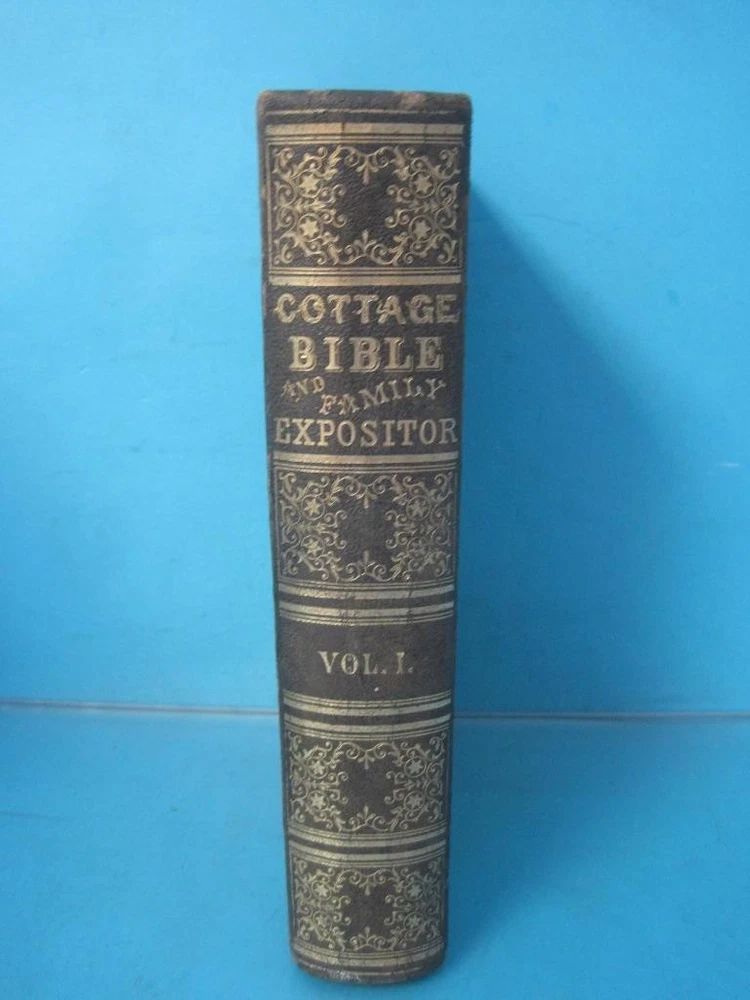 COTTAGE
BIBLE
AND FAMILY
EXPOSITOR
VOL. I.